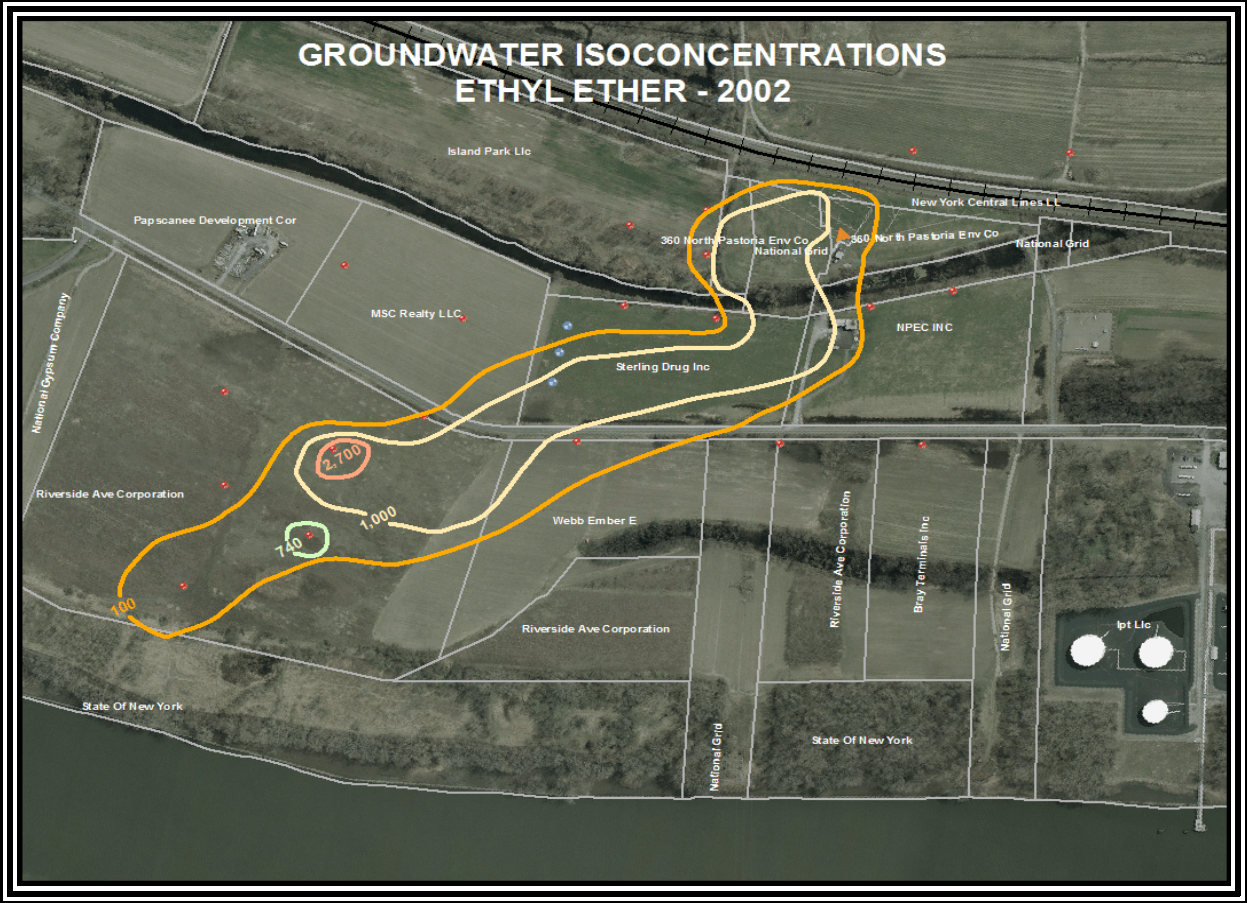 GROUNDWATER ISOCONCENTRATIONS
ETHYL ETHER - 2002
Island Park Llc
New York Central Lines LL
Papscanee Development Cor
360 North Pastoria Env Co
360 North Pastoria Env Co
National Grid
National Grid
MSC Realty LLC
NPEC INC
National Gypsum Company
Sterling Drug Inc
2,700
Riverside Ave Corporation
1,000
Webb Ember E
740
Riverside Ave Corporation
Bray Terminals Inc
National Grid
100
Riverside Ave Corporation
Ipt Llc
State Of New York
National Grid
State Of New York